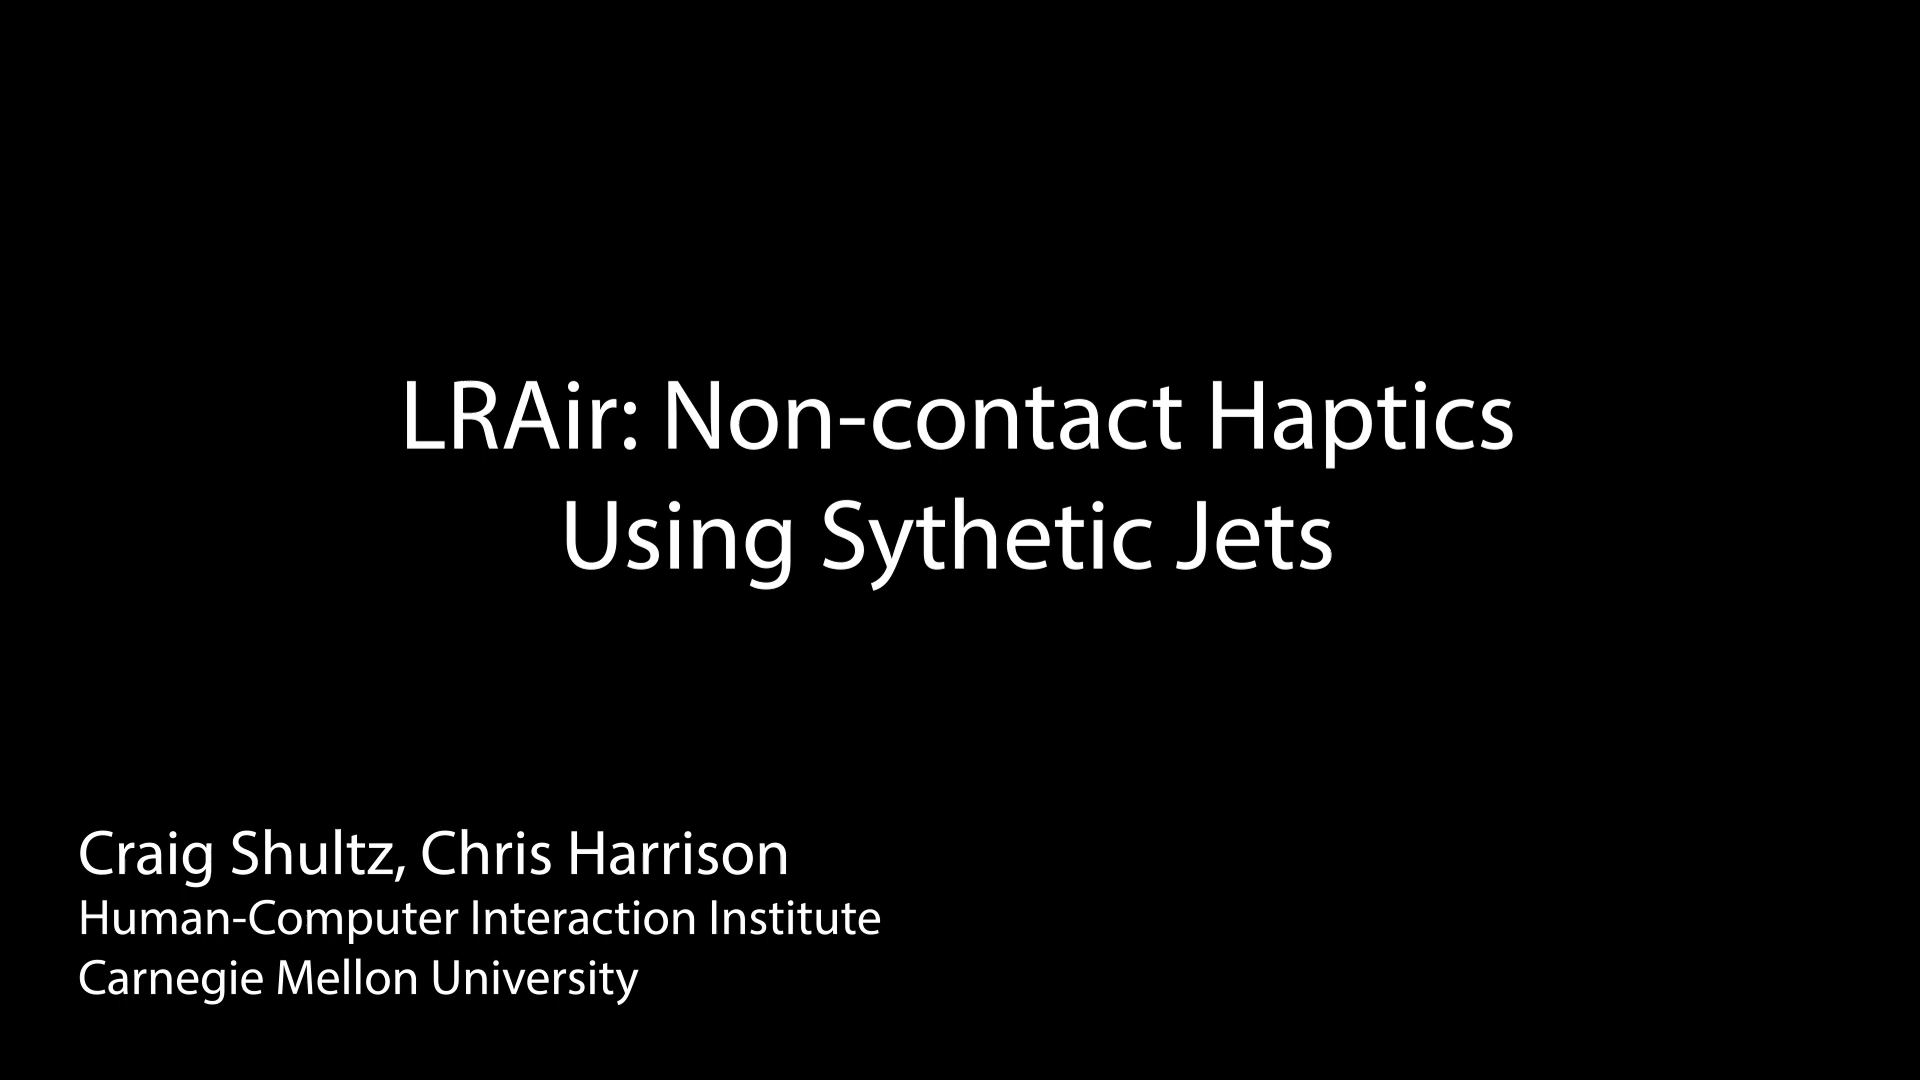 LRAir: Non-contact Haptics
Using Sythetic Jets
Craig Shultz, Chris Harrison
Human-Computer Interaction Institute
Carnegie Mellon University